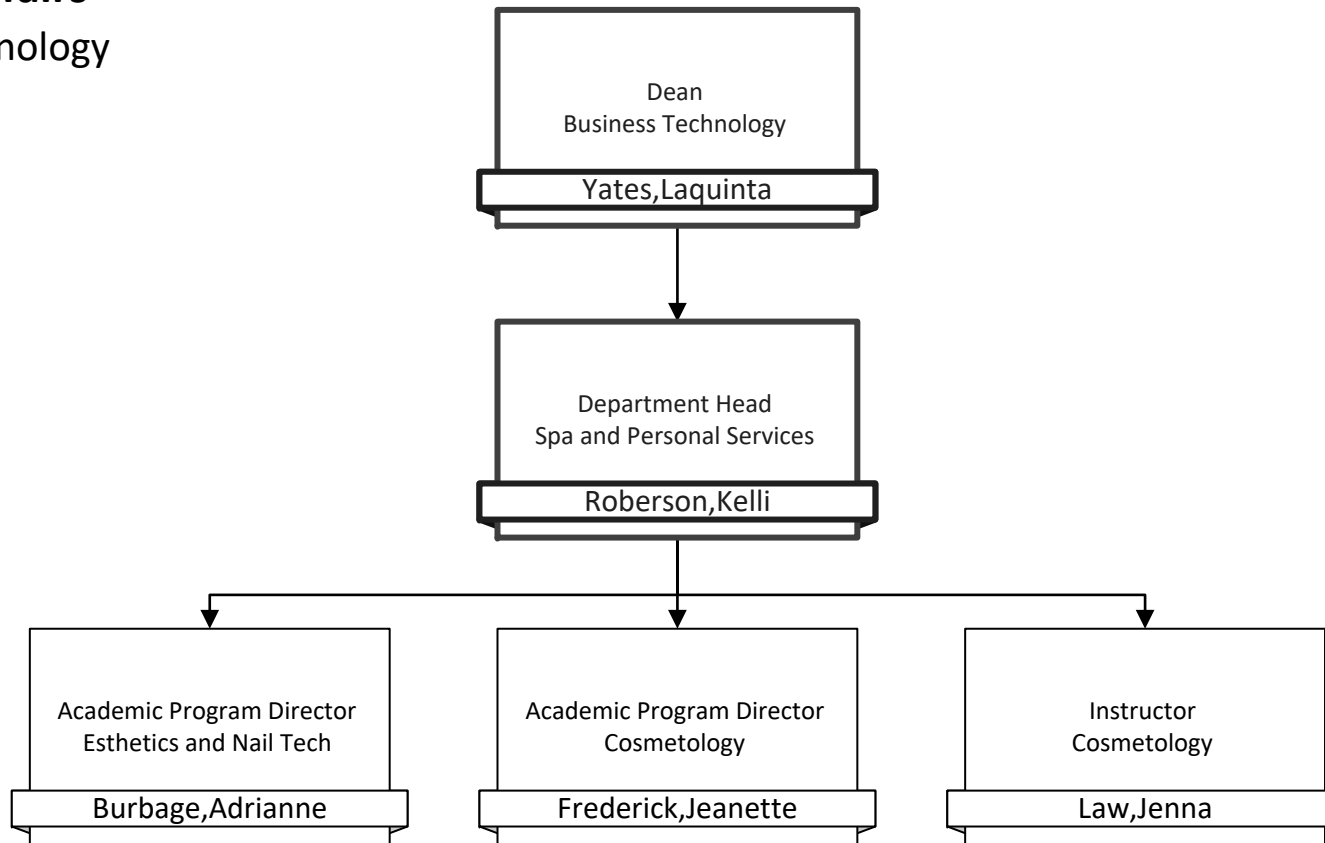 Dean
Business Technology
Yates,Laquinta
Department Head
Spa and Personal Services
Roberson,Kelli
Academic Program Director
Esthetics and Nail Tech
Burbage,Adrianne
Academic Program Director
Cosmetology
Frederick,Jeanette
Instructor
Cosmetology
Law,Jenna